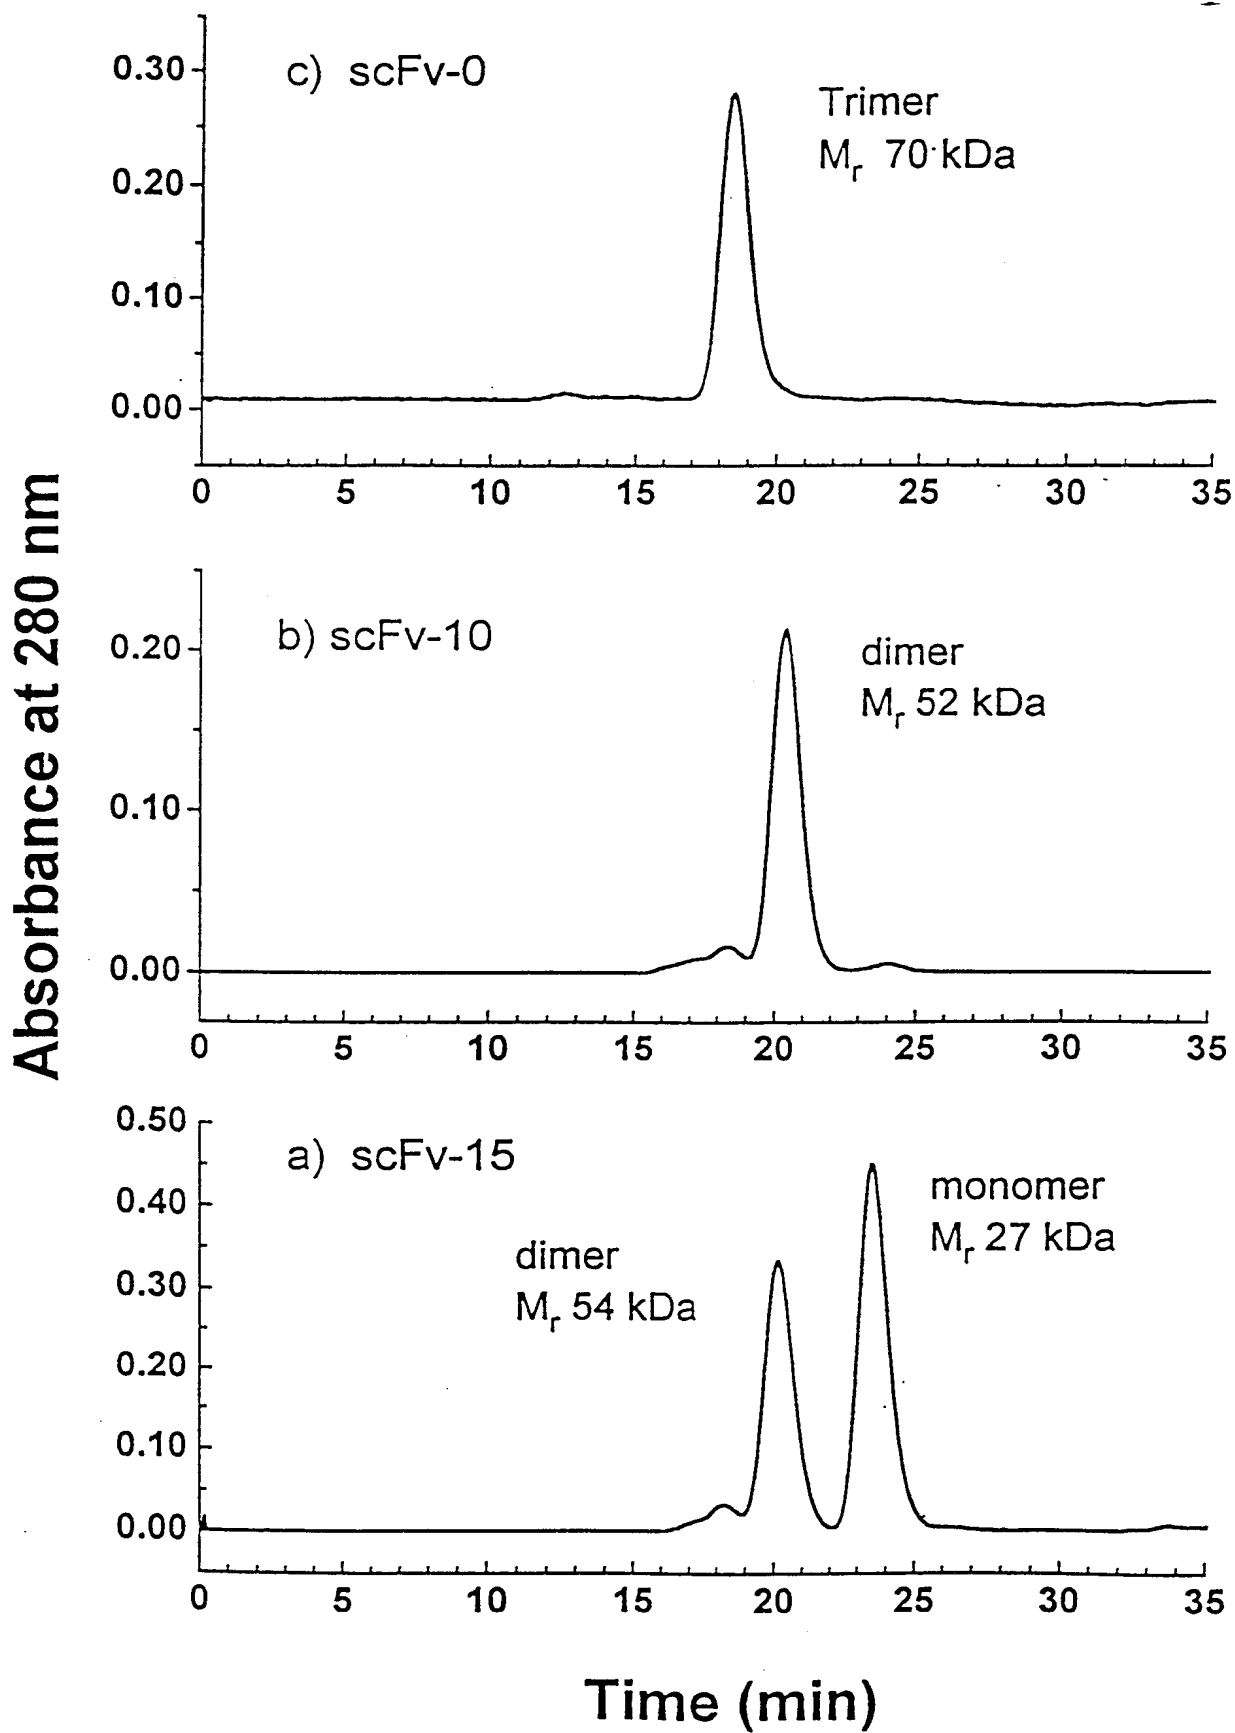 c) scFv-0
Trimer
Mr 70 kDa
0.30
0.20
0.10
0.00
0 5 10 15 20 25 30 35
Absorbance at 280 nm
b) scFv-10
dimer
Mr 52 kDa
0.20
0.10
0.00
0 5 10 15 20 25 30 35
a) scFv-15
monomer
Mr 27 kDa
dimer
Mr 54 kDa
0.50
0.40
0.30
0.20
0.10
0.00
0 5 10 15 20 25 30 35
Time (min)